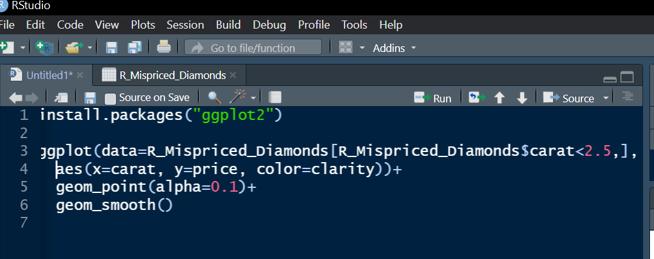 RStudio
File Edit Code View Plots Session Build Debug Profile Tools Help
Go to file/function Addins
Untitled1* R_Mispriced_Diamonds
Source on Save Run Source
1 install.packages("ggplot2")
2
3 ggplot(data=R_Mispriced_Diamonds[R_Mispriced_Diamonds$carat<2.5,],
4 aes(x=carat, y=price, color=clarity))+
5 geom_point(alpha=0.1)+
6 geom_smooth()
7